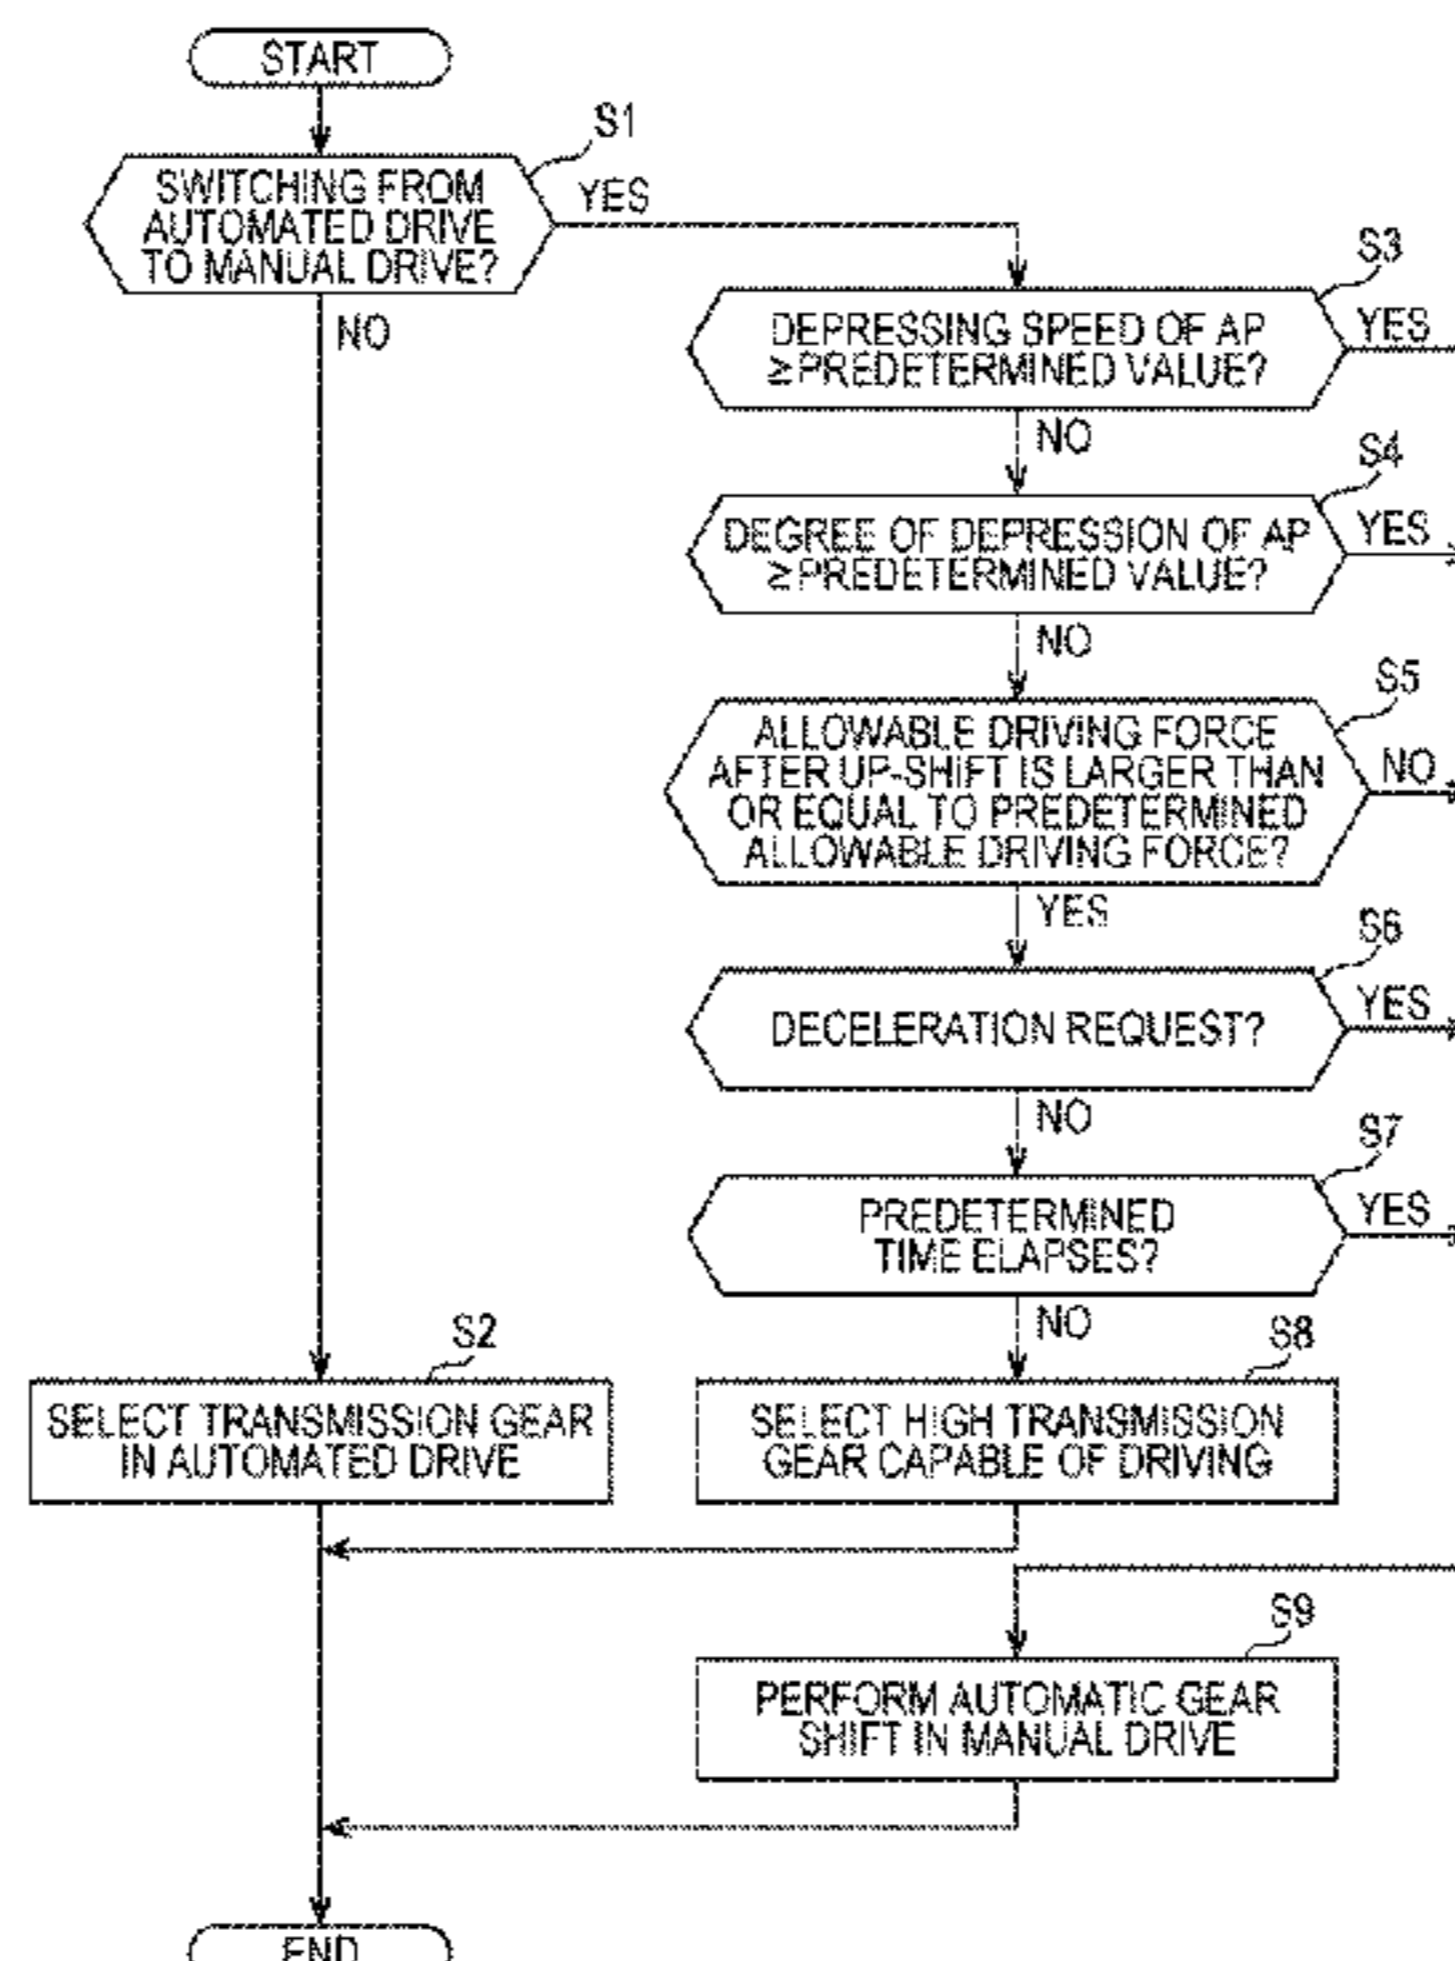 START
S1
SWITCHING FROM
AUTOMATED DRIVE
TO MANUAL DRIVE?
YES
NO
S3
DEPRESSING SPEED OF AP
≥PREDETERMINED VALUE?
YES
NO
S4
DEGREE OF DEPRESSION OF AP
≥PREDETERMINED VALUE?
YES
NO
S5
ALLOWABLE DRIVING FORCE
AFTER UP-SHIFT IS LARGER THAN
OR EQUAL TO PREDETERMINED
ALLOWABLE DRIVING FORCE?
NO
YES
S6
DECELERATION REQUEST?
YES
NO
S7
PREDETERMINED
TIME ELAPSES?
YES
NO
S2
SELECT TRANSMISSION GEAR
IN AUTOMATED DRIVE
S8
SELECT HIGH TRANSMISSION
GEAR CAPABLE OF DRIVING
S9
PERFORM AUTOMATIC GEAR
SHIFT IN MANUAL DRIVE
END